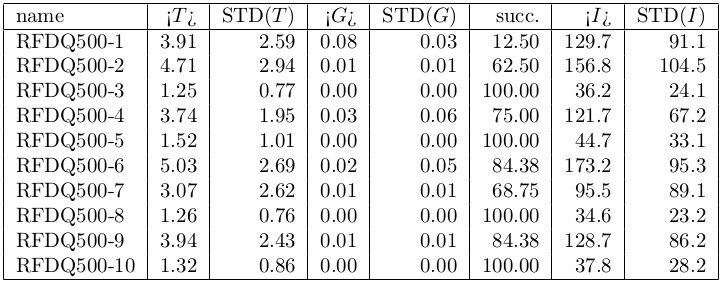 name ¡T¿ STD(T) ¡G¿ STD(G) succ. ¡I¿ STD(I)
RFDQ500-1 3.91 2.59 0.08 0.03 12.50 129.7 91.1
RFDQ500-2 4.71 2.94 0.01 0.01 62.50 156.8 104.5
RFDQ500-3 1.25 0.77 0.00 0.00 100.00 36.2 24.1
RFDQ500-4 3.74 1.95 0.03 0.06 75.00 121.7 67.2
RFDQ500-5 1.52 1.01 0.00 0.00 100.00 44.7 33.1
RFDQ500-6 5.03 2.69 0.02 0.05 84.38 173.2 95.3
RFDQ500-7 3.07 2.62 0.01 0.01 68.75 95.5 89.1
RFDQ500-8 1.26 0.76 0.00 0.00 100.00 34.6 23.2
RFDQ500-9 3.94 2.43 0.01 0.01 84.38 128.7 86.2
RFDQ500-10 1.32 0.86 0.00 0.00 100.00 37.8 28.2